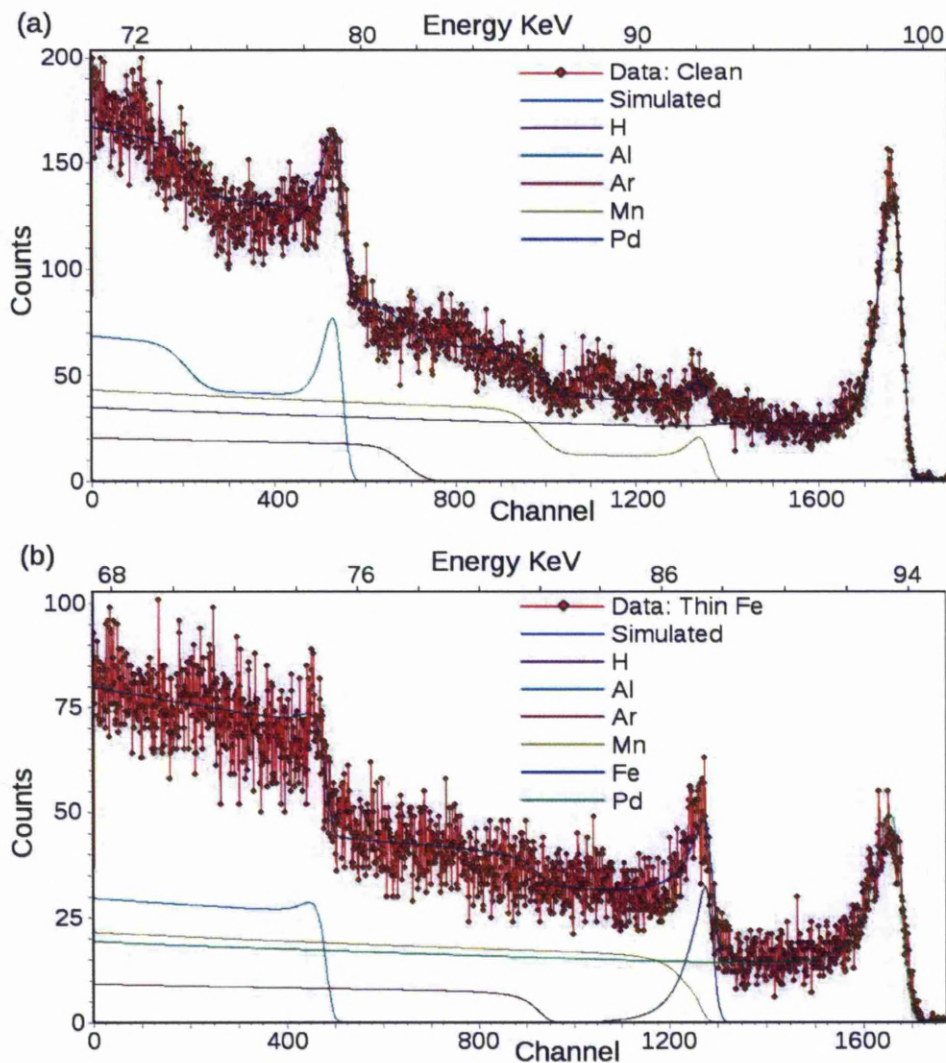 (a)
Energy KeV
72 80 90 100
200
150
100
50
0
Counts
Data: Clean
Simulated
H
Al
Ar
Mn
Pd
0 400 800 1200 1600
Channel
(b)
Energy KeV
68 76 86 94
100
75
50
25
0
Counts
Data: Thin Fe
Simulated
H
Al
Ar
Mn
Fe
Pd
0 400 800 1200 1600
Channel